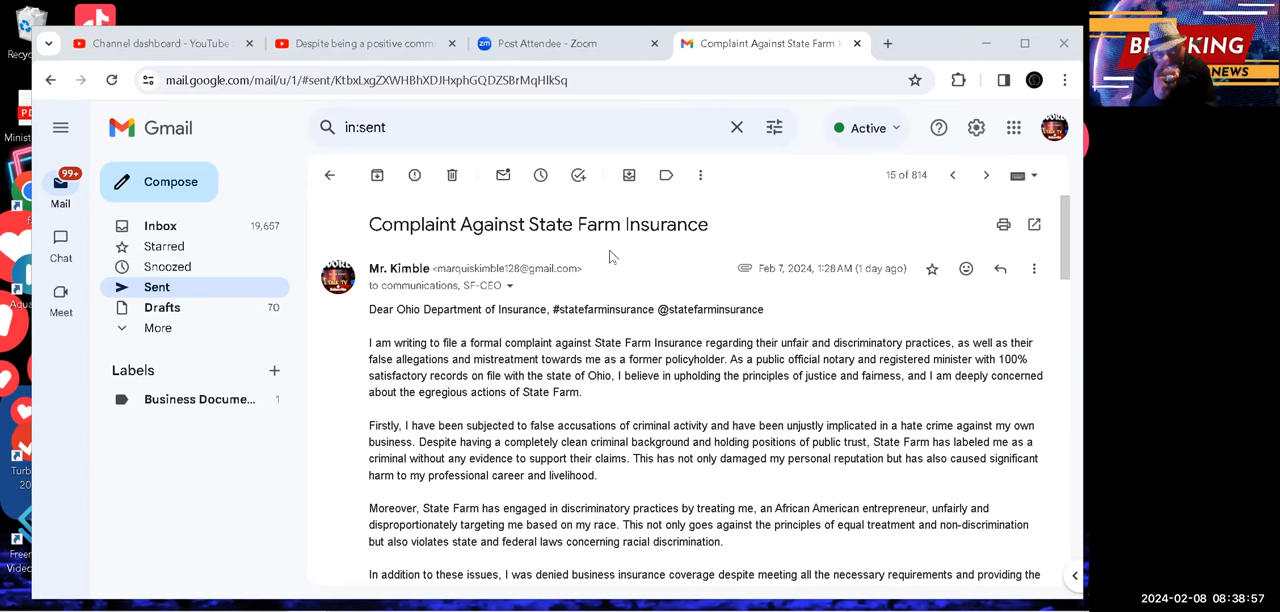 Recyc
Channel dashboard - YouTube
Despite being a positive comm
Post Attendee - Zoom
Complaint Against State Farm I
mail.google.com/mail/u/1/#sent/KtbxLxgZXWHBhXDJHxphGQDZSBrMqHlkSq
NEWS
Minist
99+
Mail
Chat
Meet
Gmail
in:sent
Active
Compose
15 of 814
Inbox 19,657
Starred
Snoozed
Sent
Drafts 70
More
Labels
Business Docume... 1
Complaint Against State Farm Insurance
Mr. Kimble <marquiskimble128@gmail.com>
Feb 7, 2024, 1:28 AM (1 day ago)
to communications, SF-CEO
Dear Ohio Department of Insurance, #statefarminsurance @statefarminsurance
I am writing to file a formal complaint against State Farm Insurance regarding their unfair and discriminatory practices, as well as their
false allegations and mistreatment towards me as a former policyholder. As a public official notary and registered minister with 100%
satisfactory records on file with the state of Ohio, I believe in upholding the principles of justice and fairness, and I am deeply concerned
about the egregious actions of State Farm.
Firstly, I have been subjected to false accusations of criminal activity and have been unjustly implicated in a hate crime against my own
business. Despite having a completely clean criminal background and holding positions of public trust, State Farm has labeled me as a
criminal without any evidence to support their claims. This has not only damaged my personal reputation but has also caused significant
harm to my professional career and livelihood.
Moreover, State Farm has engaged in discriminatory practices by treating me, an African American entrepreneur, unfairly and
disproportionately targeting me based on my race. This not only goes against the principles of equal treatment and non-discrimination
but also violates state and federal laws concerning racial discrimination.
In addition to these issues, I was denied business insurance coverage despite meeting all the necessary requirements and providing the
Aqua
Turb
Freer
Video
2024-02-08 08:38:57